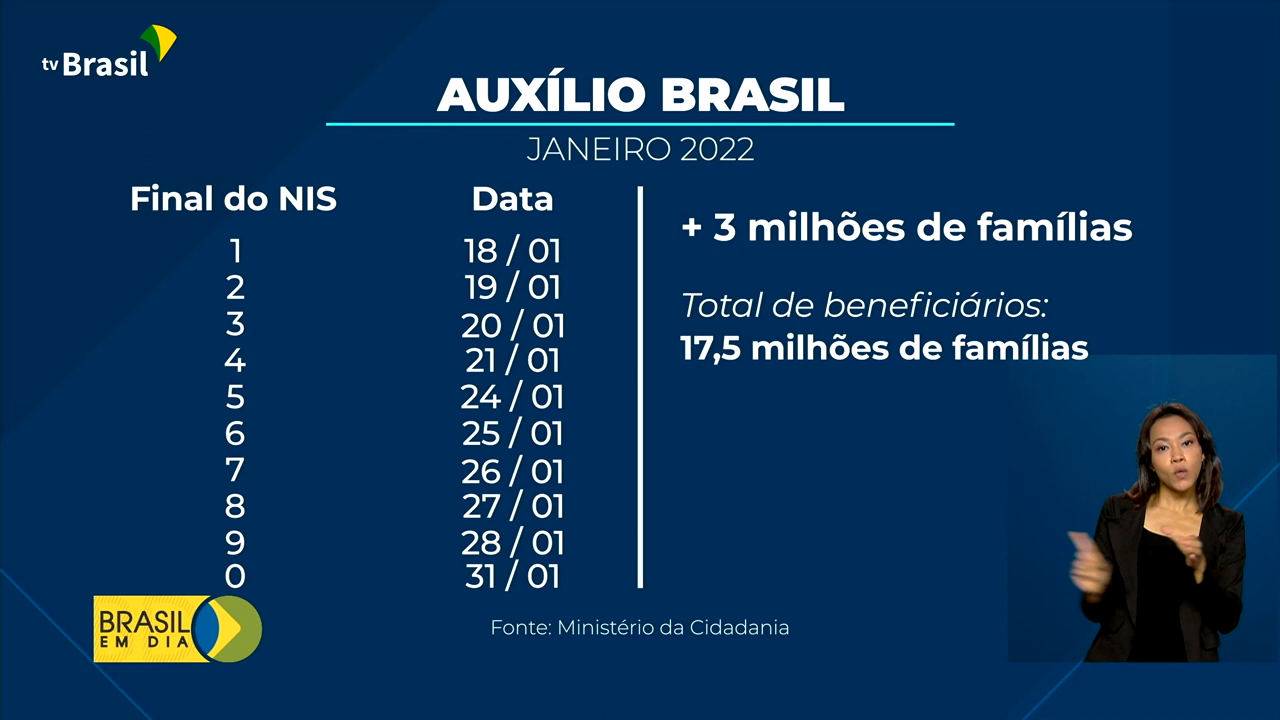 tv Brasil
AUXÍLIO BRASIL
JANEIRO 2022
Final do NIS Data
1 18 / 01
2 19 / 01
3 20 / 01
4 21 / 01
5 24 / 01
6 25 / 01
7 26 / 01
8 27 / 01
9 28 / 01
0 31 / 01
+ 3 milhões de famílias
Total de beneficiários:
17,5 milhões de famílias
BRASIL
EM DIA
Fonte: Ministério da Cidadania